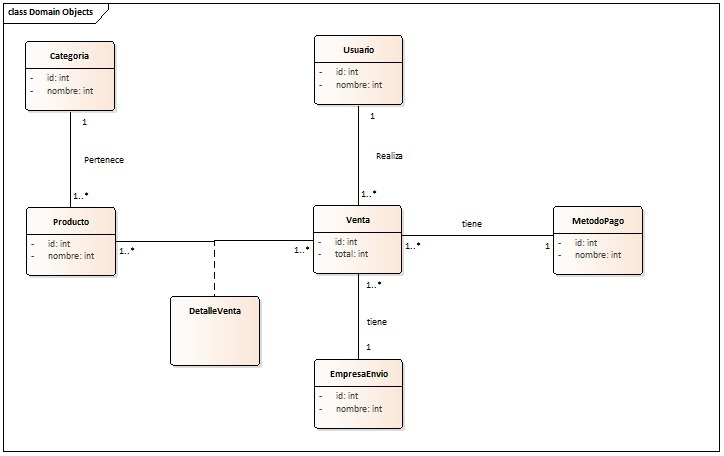 class Domain Objects
Categoria
- id: int
- nombre: int
Usuario
- id: int
- nombre: int
1
Pertenece
1..*
1
Realiza
1..*
Producto
- id: int
- nombre: int
1..*
1..*
Venta
- id: int
- total: int
tiene
1..*
1
MetodoPago
- id: int
- nombre: int
DetalleVenta
1..*
tiene
1
EmpresaEnvio
- id: int
- nombre: int